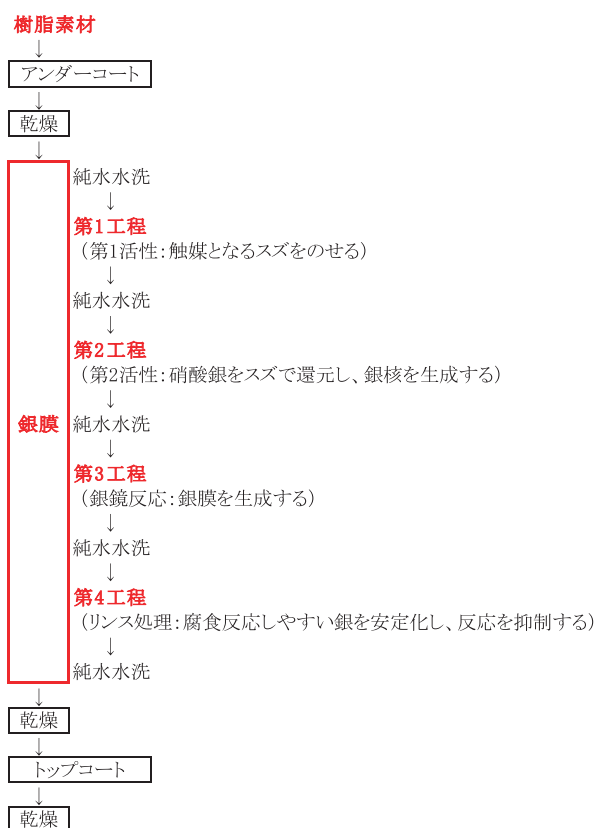 樹脂素材
↓
アンダーコート
↓
乾燥
↓
純水水洗
↓
第1工程
（第1活性：触媒となるスズをのせる）
↓
純水水洗
↓
第2工程
（第2活性：硝酸銀をスズで還元し、銀核を生成する）
↓
銀膜
純水水洗
↓
第3工程
（銀鏡反応：銀膜を生成する）
↓
純水水洗
↓
第4工程
（リンス処理：腐食反応しやすい銀を安定化し、反応を抑制する）
↓
純水水洗
↓
乾燥
↓
トップコート
↓
乾燥